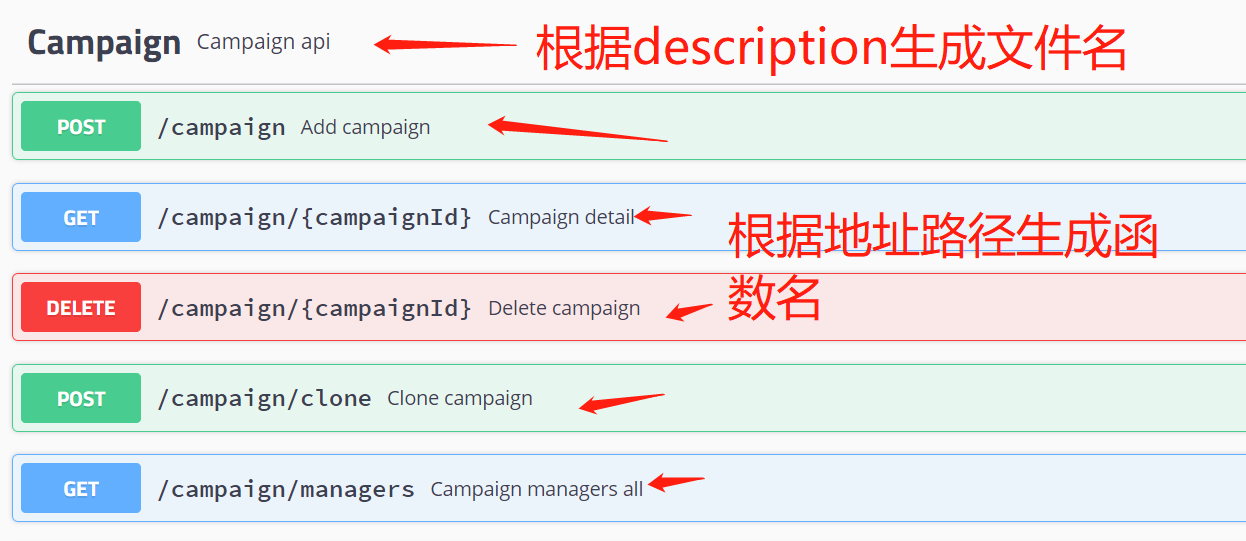 Campaign Campaign api 根据description生成文件名
POST /campaign Add campaign
GET /campaign/{campaignId} Campaign detail
根据地址路径生成函
数名
DELETE /campaign/{campaignId} Delete campaign
POST /campaign/clone Clone campaign
GET /campaign/managers Campaign managers all